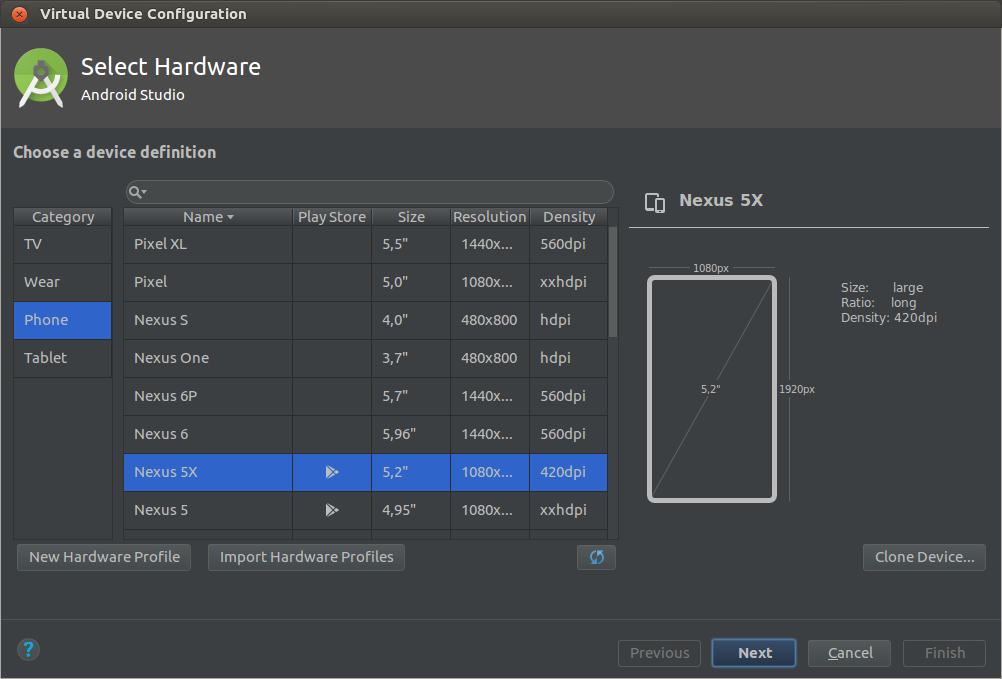 Virtual Device Configuration
Select Hardware
Android Studio
Choose a device definition
Category
TV
Wear
Phone
Tablet
Name Play Store Size Resolution Density
Pixel XL 5,5" 1440x... 560dpi
Pixel 5,0" 1080x... xxhdpi
Nexus S 4,0" 480x800 hdpi
Nexus One 3,7" 480x800 hdpi
Nexus 6P 5,7" 1440x... 560dpi
Nexus 6 5,96" 1440x... 560dpi
Nexus 5X 5,2" 1080x... 420dpi
Nexus 5 4,95" 1080x... xxhdpi
New Hardware Profile Import Hardware Profiles
Nexus 5X
1080px
5,2"
1920px
Size: large
Ratio: long
Density: 420dpi
Clone Device...
?
Previous Next Cancel Finish